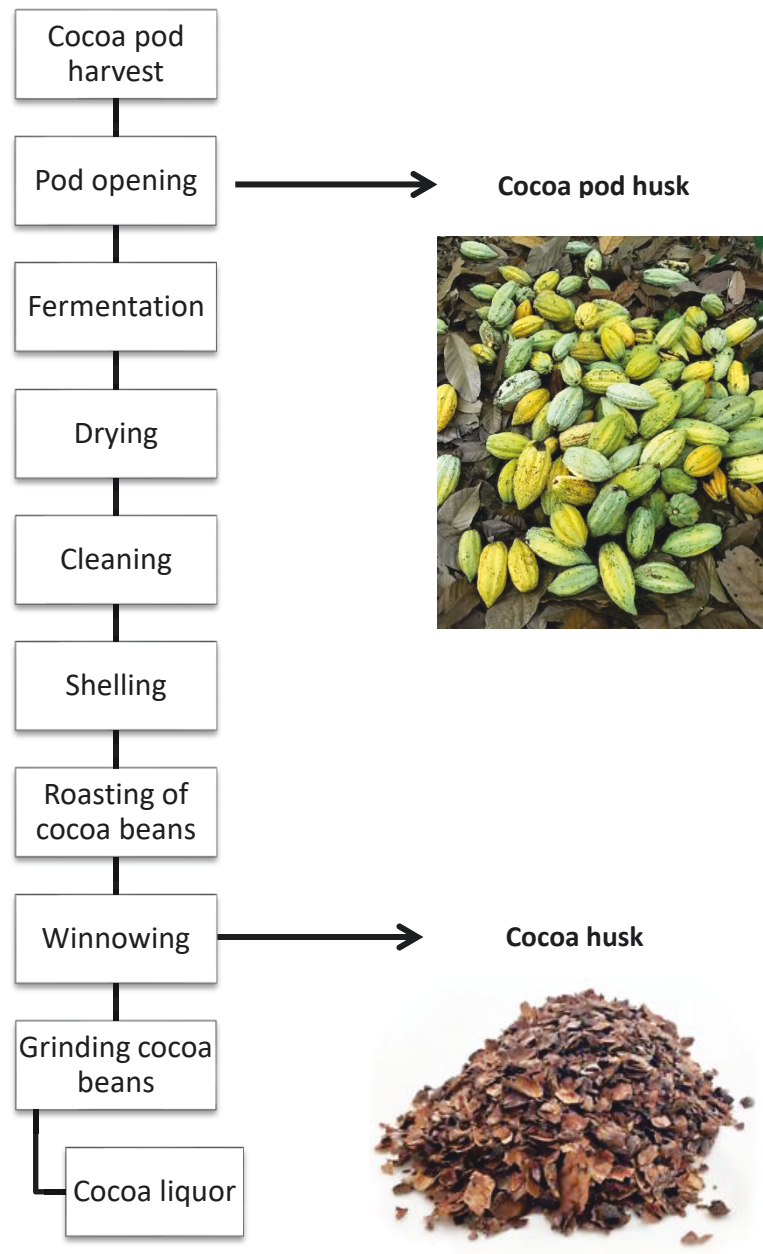 Cocoa pod
harvest
Pod opening
Cocoa pod husk
Fermentation
Drying
Cleaning
Shelling
Roasting of
cocoa beans
Winnowing
Cocoa husk
Grinding cocoa
beans
Cocoa liquor